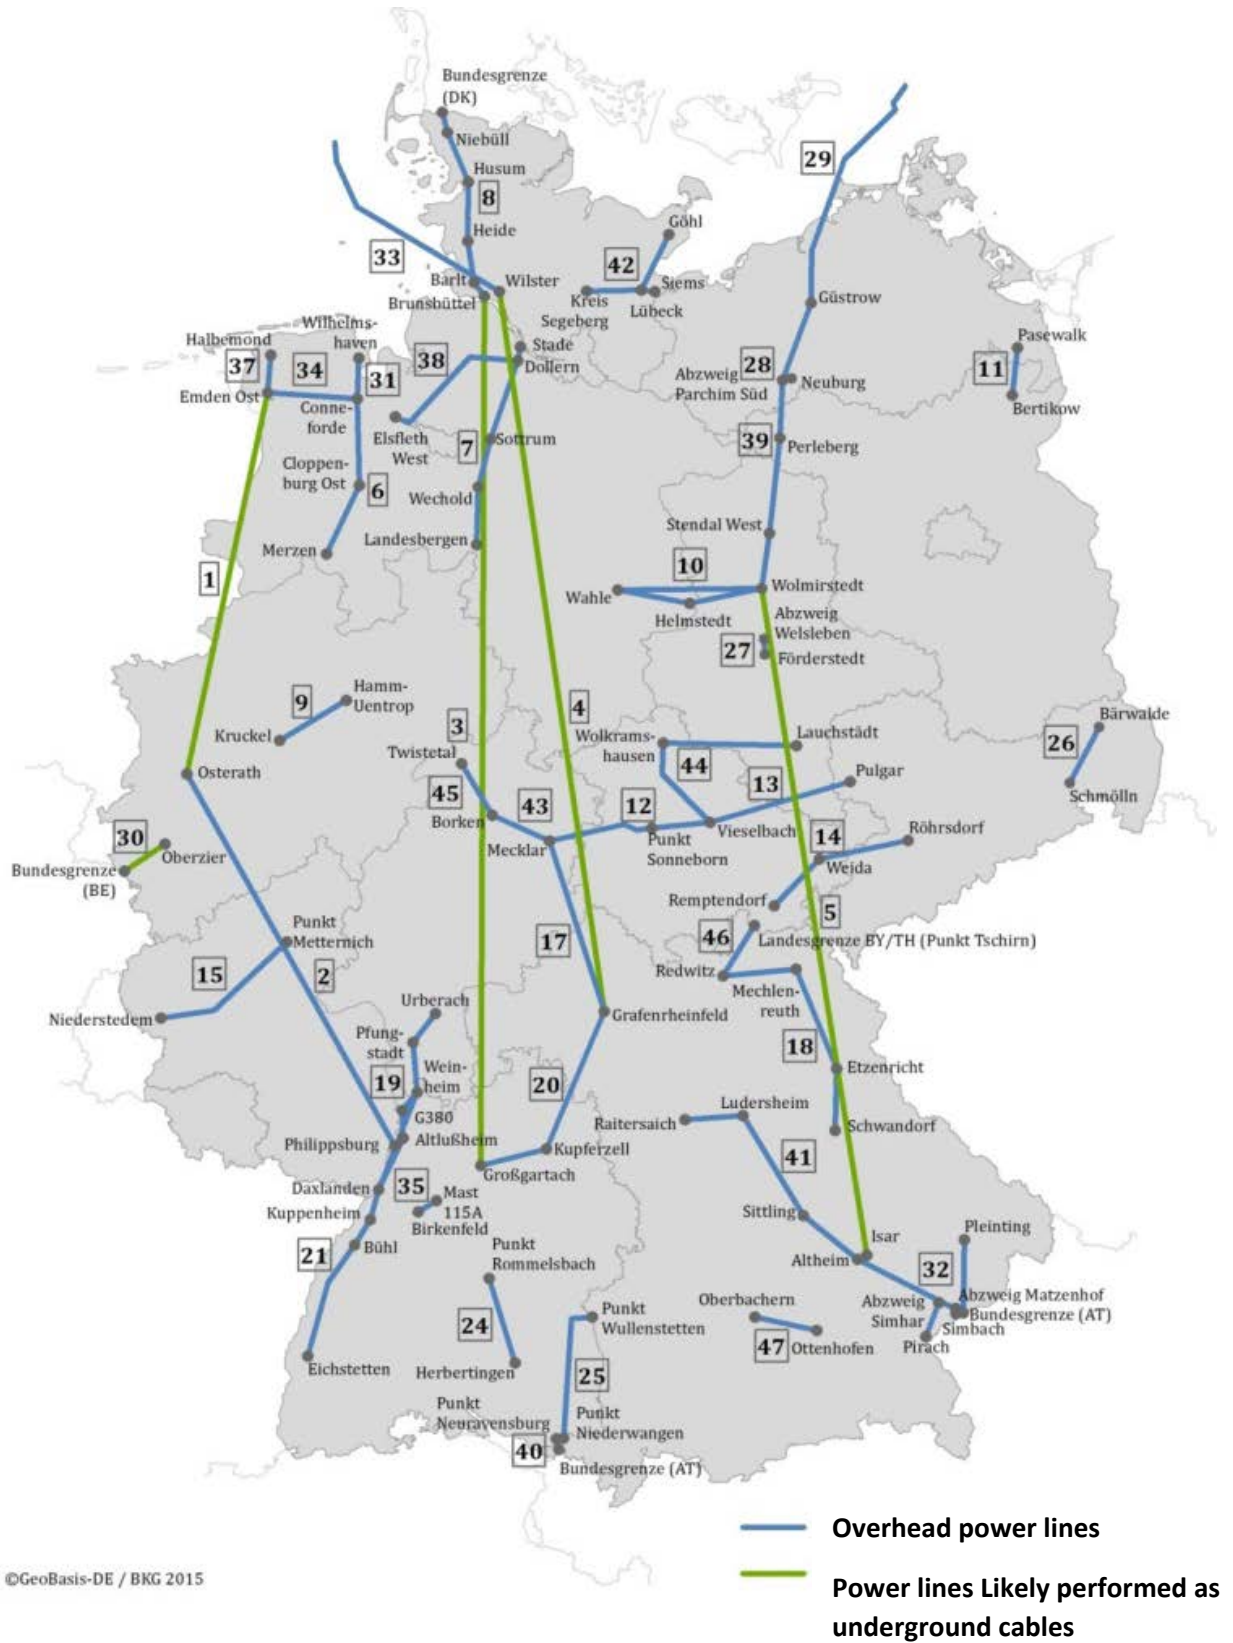 Bundesgrenze
(DK)
Niebüll
29
Husum
8
Göhl
Heide
33
42
Barlt
Wilster
Siems
Brunsbüttel
Kreis
Segeberg
Lübeck
Güstrow
Wilhelms-
haven
Halbemond
Stade
Pasewalk
37
34
31
38
Dollern
28
Abzweig
Parchim Süd
Neuburg
11
Emden Ost
Conne-
forde
Bertikow
Elsfleth
West
7
Sottrum
39
Perleberg
Cloppen-
burg Ost
6
Wechold
Stendal West
Merzen
Landesbergen
10
1
Wahle
Wolmirstedt
Helmstedt
Abzweig
Welsleben
27
Förderstedt
9
Hamm-
Uentrop
Kruckel
3
4
Wolkrams-
hausen
Lauchstädt
Bärwalde
26
Twistetal
44
Osterath
13
Pulgar
Schmölln
45
43
12
Borken
Vieselbach
30
Oberzier
Mecklar
Punkt
Sonneborn
14
Röhrsdorf
Bundesgrenze
(BE)
Weida
Remptendorf
5
Punkt
Metternich
17
46
Landesgrenze BY/TH (Punkt Tschirn)
15
2
Redwitz
Mechlen-
reuth
Urberach
Niederstedem
Grafenrheinfeld
Pfung-
stadt
18
Wein-
heim
Etzenricht
19
20
G380
Ludersheim
Raitersaich
Schwandorf
Philippsburg
Altlußheim
Kupferzell
41
Großgartach
Daxlanden
35
Mast
115A
Kuppenheim
Birkenfeld
Sittling
Pleinting
21
Bühl
Punkt
Rommelsbach
Isar
Altheim
32
Oberbachern
Abzweig
Simhar
Abzweig Matzenhof
Bundesgrenze (AT)
Simbach
24
Punkt
Wullenstetten
47
Ottenhofen
Pirach
Eichstetten
Herbertingen
25
Punkt
Neuravensburg
Punkt
Niederwangen
40
Bundesgrenze (AT)
Overhead power lines
©GeoBasis-DE / BKG 2015
Power lines Likely performed as
underground cables